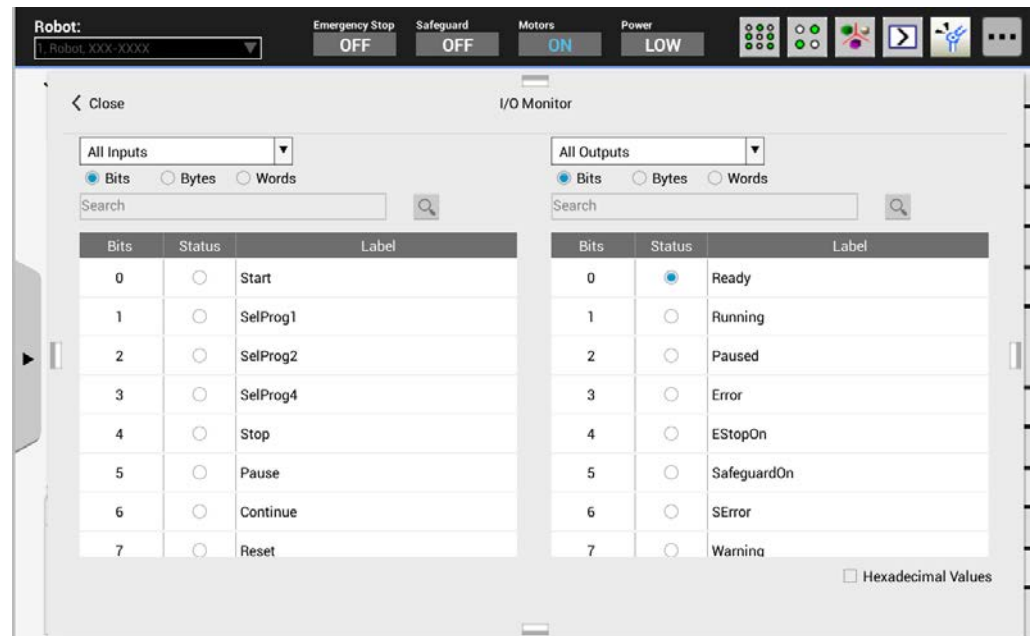 Robot:
1, Robot, XXX-XXXX
Emergency Stop
OFF
Safeguard
OFF
Motors
ON
Power
LOW
Close
I/O Monitor
All Inputs
Bits Bytes Words
Search
Bits Status Label
0 Start
1 SelProg1
2 SelProg2
3 SelProg4
4 Stop
5 Pause
6 Continue
7 Reset
All Outputs
Bits Bytes Words
Search
Bits Status Label
0 Ready
1 Running
2 Paused
3 Error
4 EStopOn
5 SafeguardOn
6 SError
7 Warning
Hexadecimal Values